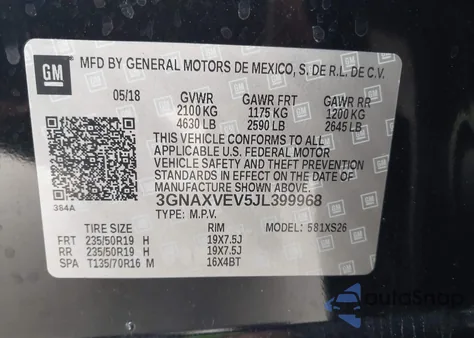 GM
MFD BY GENERAL MOTORS DE MEXICO, S. DE R.L. DE C.V.
GM
05/18 GVWR GAWR FRT GAWR RR
2100 KG 1175 KG 1200 KG
4630 LB 2590 LB 2645 LB
THIS VEHICLE CONFORMS TO ALL
APPLICABLE U.S. FEDERAL MOTOR
VEHICLE SAFETY AND THEFT PREVENTION
STANDARDS IN EFFECT ON THE DATE OF
MANUFACTURE SHOWN ABOVE.
3GNAXVEV5JL399968
384A TYPE: M.P.V. MODEL: 581XS26
TIRE SIZE RIM
FRT 235/50R19 H 19X7.5J
RR 235/50R19 H 19X7.5J
SPA T135/70R16 M 16X4BT
autoSnap